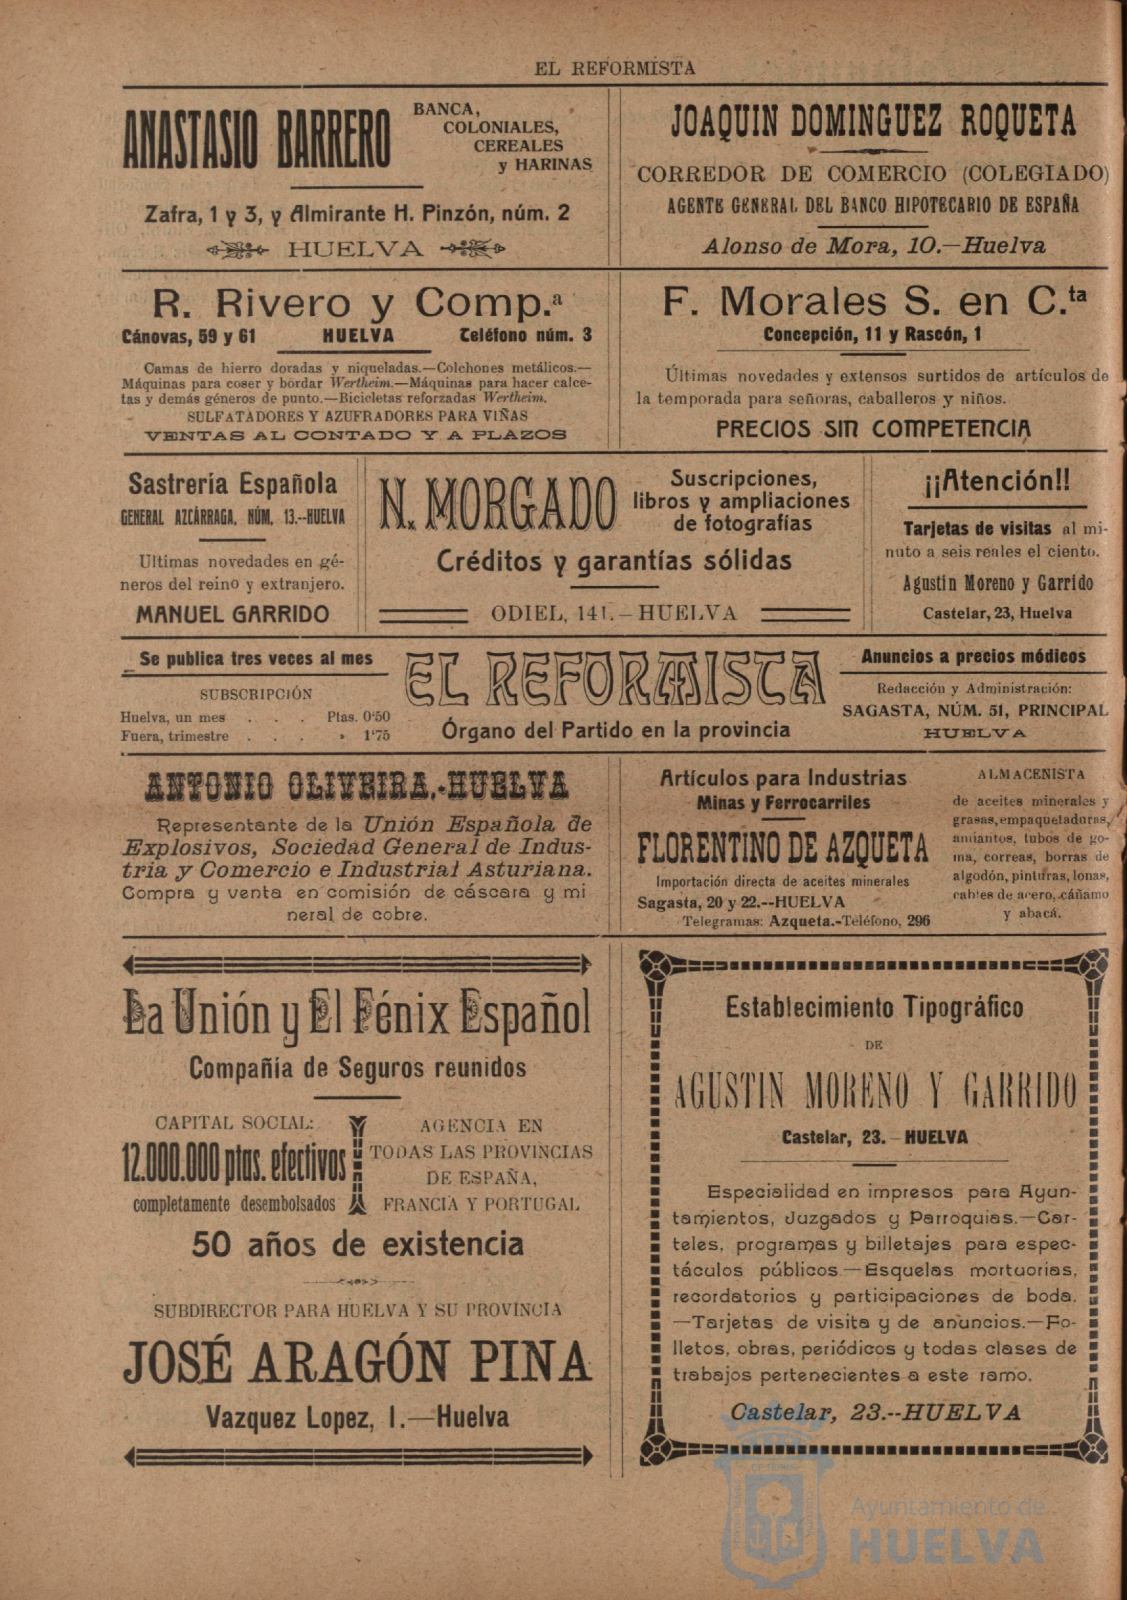 EL REFORMISTA
ANASTASIO BARRERO
BANCA,
COLONIALES,
CEREALES
y HARINAS
Zafra, 1 y 3, y Almirante H. Pinzón, núm. 2
HUELVA
JOAQUIN DOMINGUEZ ROQUETA
CORREDOR DE COMERCIO (COLEGIADO)
AGENTE GENERAL DEL BANCO HIPOTECARIO DE ESPAÑA
Alonso de Mora, 10.—Huelva
R. Rivero y Comp.ª
Cánovas, 59 y 61 HUELVA Teléfono núm. 3
Camas de hierro doradas y niqueladas.—Colchones metálicos.—
Máquinas para coser y bordar Wertheim.—Máquinas para hacer calce-
tas y demás géneros de punto.—Bicicletas reforzadas Wertheim.
SULFATADORES Y AZUFRADORES PARA VIÑAS
VENTAS AL CONTADO Y A PLAZOS
F. Morales S. en C.ta
Concepción, 11 y Rascón, 1
Últimas novedades y extensos surtidos de artículos de
la temporada para señoras, caballeros y niños.
PRECIOS SIN COMPETENCIA
Sastrería Española
GENERAL AZCÁRRAGA, NÚM. 13.--HUELVA
Ultimas novedades en gé-
neros del reino y extranjero.
MANUEL GARRIDO
N. MORGADO
Suscripciones,
libros y ampliaciones
de fotografías
Créditos y garantías sólidas
ODIEL, 141.—HUELVA
¡¡Atención!!
Tarjetas de visitas al mi-
nuto a seis reales el ciento.
Agustin Moreno y Garrido
Castelar, 23, Huelva
Se publica tres veces al mes
SUBSCRIPCIÓN
Huelva, un mes . . . Ptas. 0'50
Fuera, trimestre . . . » 1'75
EL REFORMISTA
Órgano del Partido en la provincia
Anuncios a precios módicos
Redacción y Administración:
SAGASTA, NÚM. 51, PRINCIPAL
HUELVA
ANTONIO OLIVEIRA.-HUELVA
Representante de la Unión Española de
Explosivos, Sociedad General de Indus-
tria y Comercio e Industrial Asturiana.
Compra y venta en comisión de cáscara y mi
neral de cobre.
Artículos para Industrias
Minas y Ferrocarriles
FLORENTINO DE AZQUETA
Importación directa de aceites minerales
Sagasta, 20 y 22.--HUELVA
Telegramas: Azqueta.-Teléfono, 296
ALMACENISTA
de aceites minerales y
grasas, empaquetaduras,
amiantos, tubos de go-
ma, correas, borras de
algodón, pinturas, lonas,
cables de acero, cáñamo
y abacá.
La Unión y El Fénix Español
Compañía de Seguros reunidos
CAPITAL SOCIAL:
12.000.000 ptas. efectivos
completamente desembolsados
AGENCIA EN
TODAS LAS PROVINCIAS
DE ESPAÑA,
FRANCIA Y PORTUGAL
50 años de existencia
SUBDIRECTOR PARA HUELVA Y SU PROVINCIA
JOSÉ ARAGÓN PINA
Vazquez Lopez, 1.—Huelva
Establecimiento Tipográfico
DE
AGUSTIN MORENO Y GARRIDO
Castelar, 23.—HUELVA
Especialidad en impresos para Ayun-
tamientos, Juzgados y Parroquias.—Car-
teles, programas y billetajes para espec-
táculos públicos.—Esquelas mortuorias,
recordatorios y participaciones de boda.
—Tarjetas de visita y de anuncios.—Fo-
lletos, obras, periódicos y todas clases de
trabajos pertenecientes a este ramo.
Castelar, 23.--HUELVA
Ayuntamiento de
HUELVA